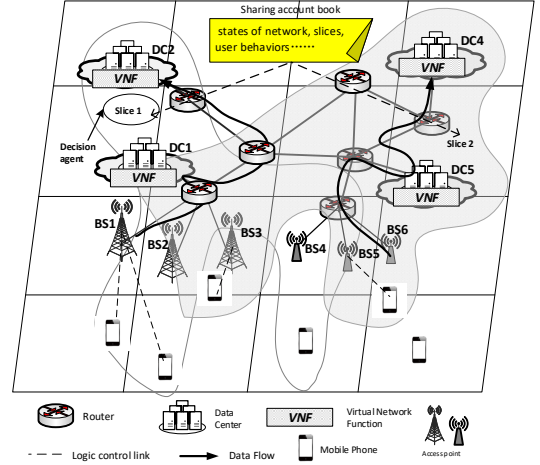 Sharing account book
states of network, slices,
user behaviors······
DC2
VNF
DC4
VNF
Slice 1
Decision
agent
Slice 2
DC1
VNF
DC5
VNF
BS1
BS2
BS3
BS4
BS5
BS6
Router
Data
Center
VNF
Virtual Network
Function
Access point
Logic control link
Data Flow
Mobile Phone